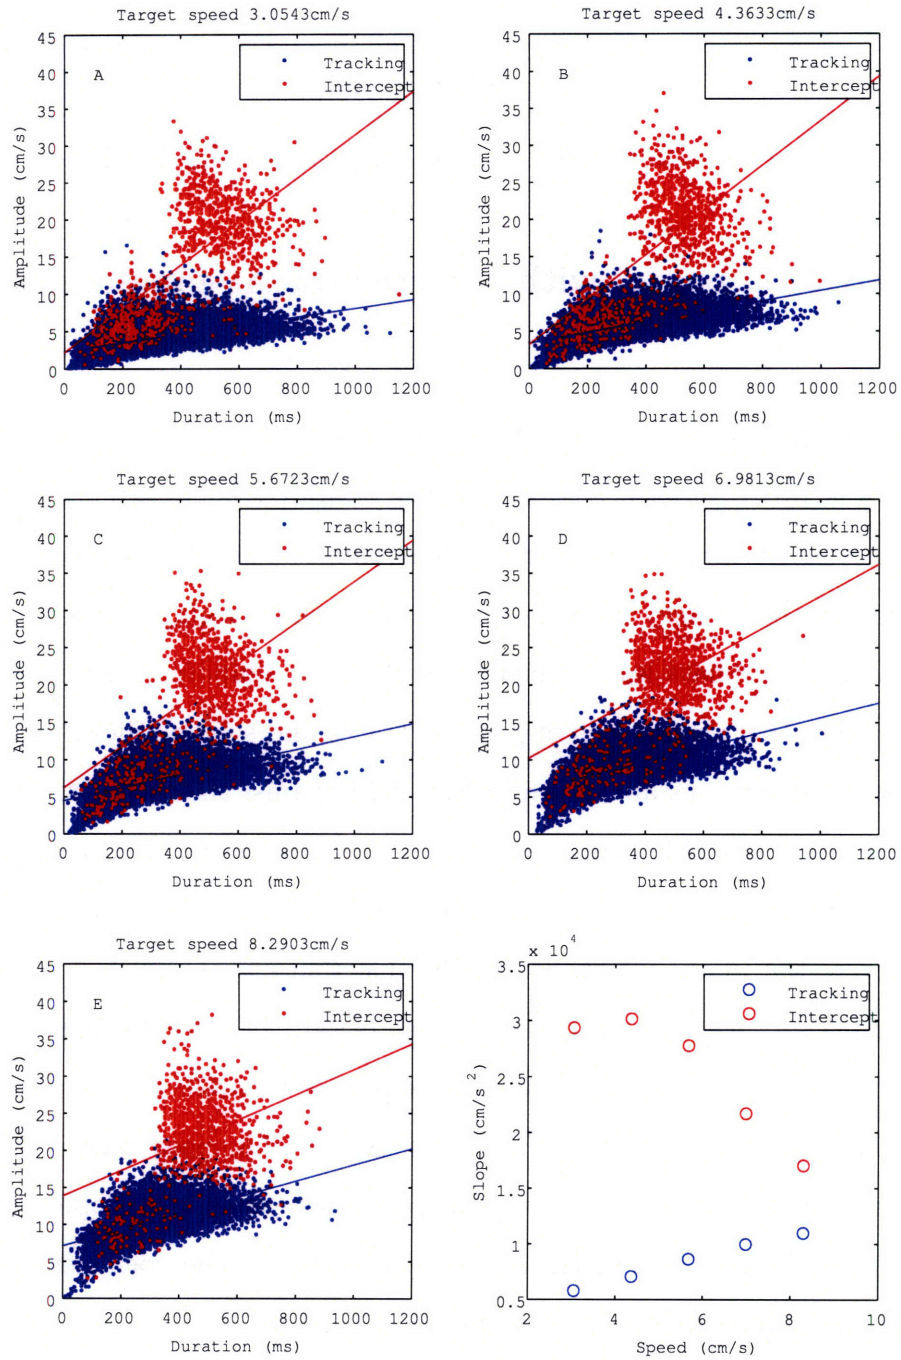 Target speed 3.0543cm/s
Target speed 4.3633cm/s
45
40
35
30
25
20
15
10
5
0
Amplitude (cm/s)
A
Tracking
Intercept
0 200 400 600 800 1000 1200
Duration (ms)
45
40
35
30
25
20
15
10
5
0
Amplitude (cm/s)
B
Tracking
Intercept
0 200 400 600 800 1000 1200
Duration (ms)
Target speed 5.6723cm/s
Target speed 6.9813cm/s
45
40
35
30
25
20
15
10
5
0
Amplitude (cm/s)
C
Tracking
Intercept
0 200 400 600 800 1000 1200
Duration (ms)
45
40
35
30
25
20
15
10
5
0
Amplitude (cm/s)
D
Tracking
Intercept
0 200 400 600 800 1000 1200
Duration (ms)
Target speed 8.2903cm/s
45
40
35
30
25
20
15
10
5
0
Amplitude (cm/s)
E
Tracking
Intercept
0 200 400 600 800 1000 1200
Duration (ms)
x 10⁴
3.5
3
2.5
2
1.5
1
0.5
Slope (cm/s²)
Tracking
Intercept
2 4 6 8 10
Speed (cm/s)